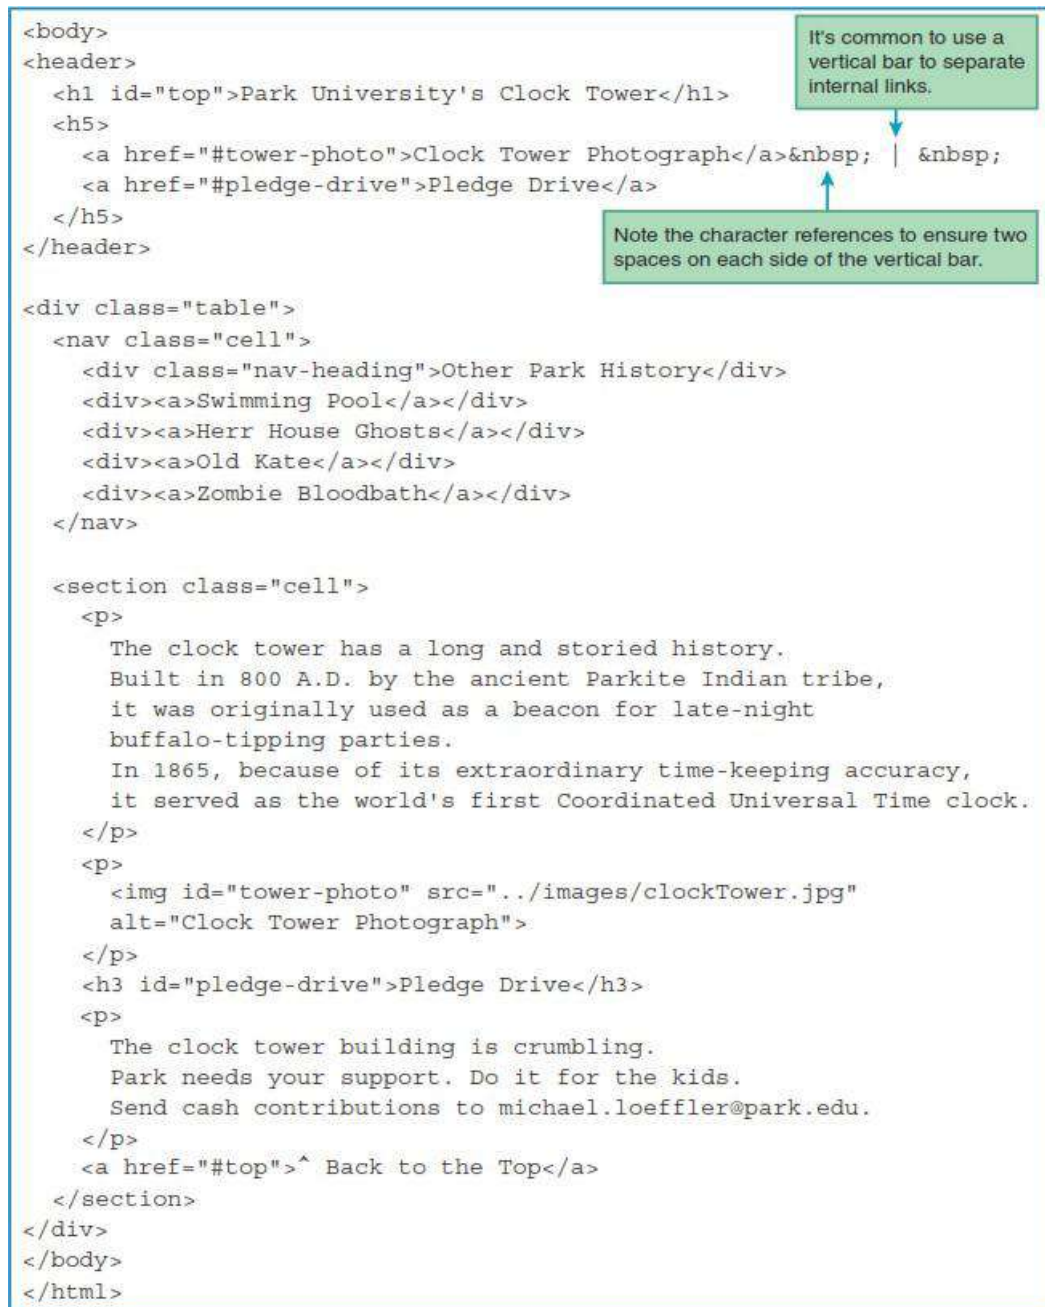 <body>
<header>
<h1 id="top">Park University's Clock Tower</h1>
<h5>
<a href="#tower-photo">Clock Tower Photograph</a>&nbsp; | &nbsp;
<a href="#pledge-drive">Pledge Drive</a>
</h5>
</header>
It's common to use a
vertical bar to separate
internal links.
Note the character references to ensure two
spaces on each side of the vertical bar.
<div class="table">
<nav class="cell">
<div class="nav-heading">Other Park History</div>
<div><a>Swimming Pool</a></div>
<div><a>Herr House Ghosts</a></div>
<div><a>Old Kate</a></div>
<div><a>Zombie Bloodbath</a></div>
</nav>
<section class="cell">
<p>
The clock tower has a long and storied history.
Built in 800 A.D. by the ancient Parkite Indian tribe,
it was originally used as a beacon for late-night
buffalo-tipping parties.
In 1865, because of its extraordinary time-keeping accuracy,
it served as the world's first Coordinated Universal Time clock.
</p>
<p>
<img id="tower-photo" src="../images/clockTower.jpg"
alt="Clock Tower Photograph">
</p>
<h3 id="pledge-drive">Pledge Drive</h3>
<p>
The clock tower building is crumbling.
Park needs your support. Do it for the kids.
Send cash contributions to michael.loeffler@park.edu.
</p>
<a href="#top">^ Back to the Top</a>
</section>
</div>
</body>
</html>